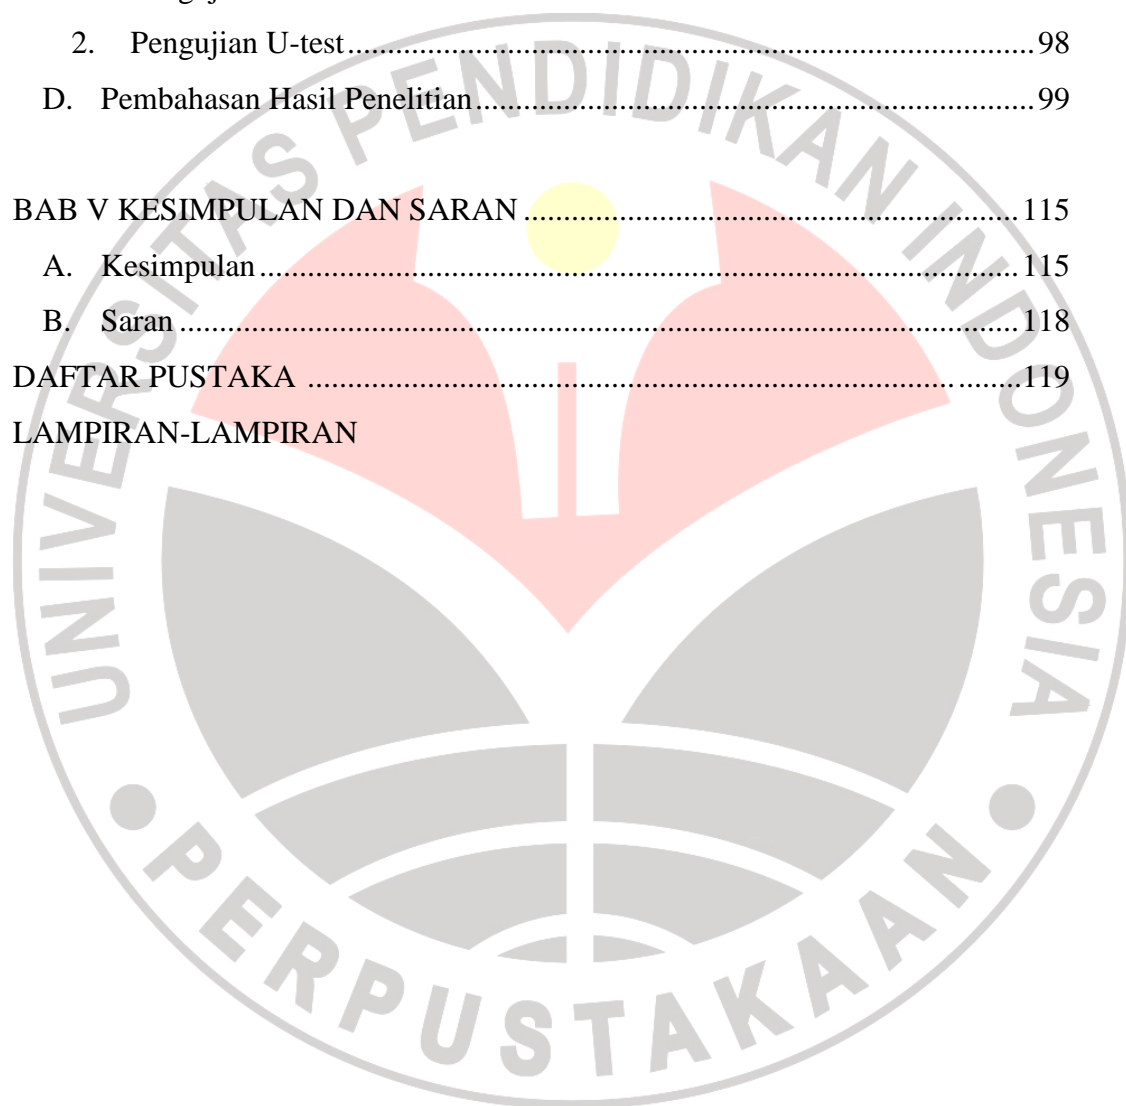 2. Pengujian U-test.....................................................................................98
D. Pembahasan Hasil Penelitian.....................................................................99
BAB V KESIMPULAN DAN SARAN.............................................................115
A. Kesimpulan..............................................................................................115
B. Saran........................................................................................................118
DAFTAR PUSTAKA ........................................................................................119
LAMPIRAN-LAMPIRAN
UNIVERSITAS PENDIDIKAN INDONESIA
PERPUSTAKAAN